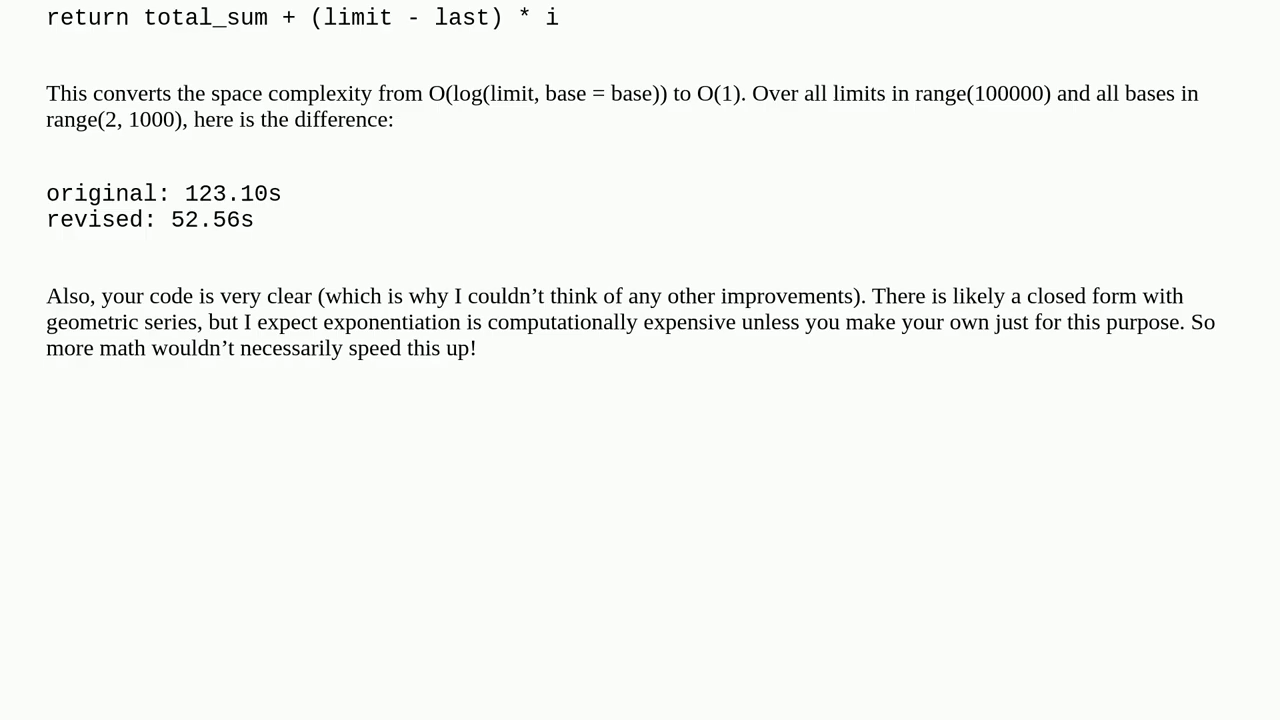 return total_sum + (limit - last) * i
This converts the space complexity from O(log(limit, base = base)) to O(1). Over all limits in range(100000) and all bases in
range(2, 1000), here is the difference:
original: 123.10s
revised: 52.56s
Also, your code is very clear (which is why I couldn’t think of any other improvements). There is likely a closed form with
geometric series, but I expect exponentiation is computationally expensive unless you make your own just for this purpose. So
more math wouldn’t necessarily speed this up!